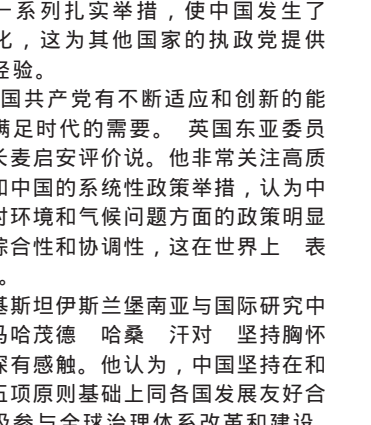 一系列扎实举措，使中国发生了
化，这为其他国家的执政党提供
经验。
国共产党有不断适应和创新的能
满足时代的需要。 英国东亚委员
长麦启安评价说。他非常关注高质
和中国的系统性政策举措，认为中
对环境和气候问题方面的政策明显
综合性和协调性，这在世界上 表
。
基斯坦伊斯兰堡南亚与国际研究中
马哈茂德 哈桑 汗对 坚持胸怀
深有感触。他认为，中国坚持在和
五项原则基础上同各国发展友好合
极参与全球治理体系改革和建设